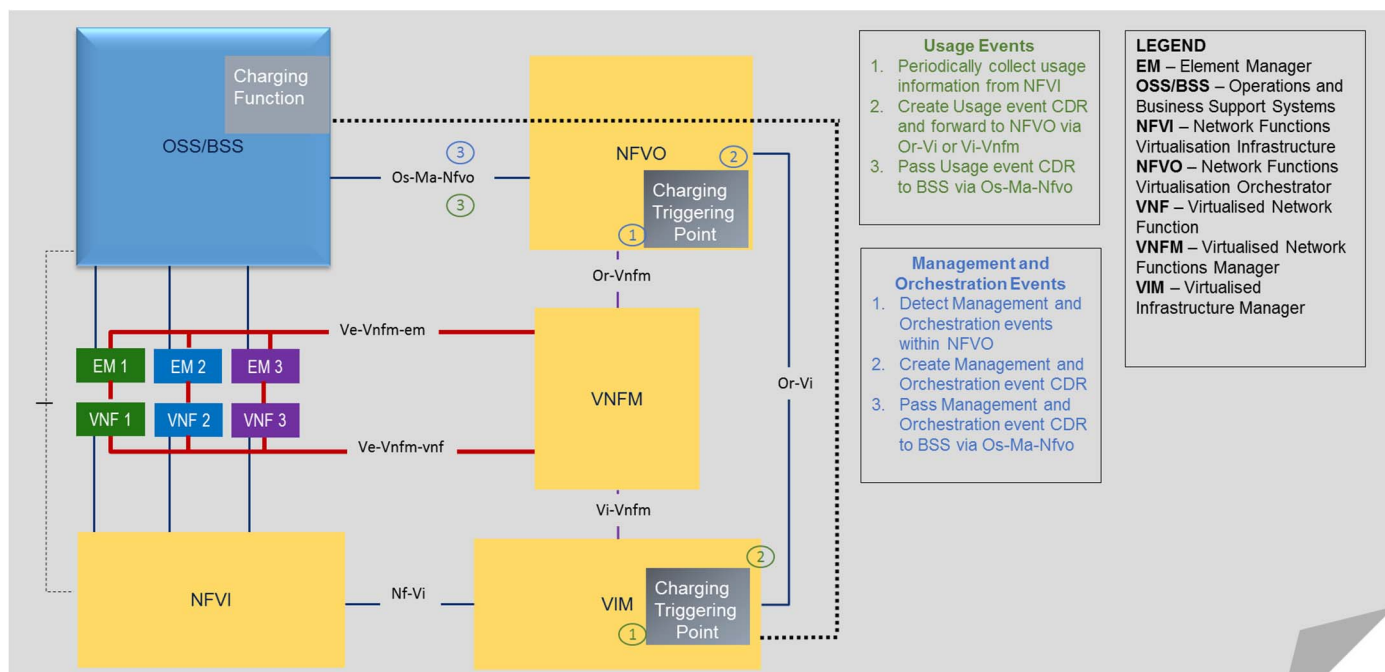 Charging
Function
OSS/BSS
3
Os-Ma-Nfvo
3
NFVO
2
Charging
Triggering
Point
1
Or-Vnfm
Ve-Vnfm-em
EM 1
EM 2
EM 3
VNF 1
VNF 2
VNF 3
Ve-Vnfm-vnf
VNFM
Or-Vi
Vi-Vnfm
NFVI
Nf-Vi
VIM
2
Charging
Triggering
Point
1
Usage Events
1. Periodically collect usage
information from NFVI
2. Create Usage event CDR
and forward to NFVO via
Or-Vi or Vi-Vnfm
3. Pass Usage event CDR
to BSS via Os-Ma-Nfvo
Management and
Orchestration Events
1. Detect Management and
Orchestration events
within NFVO
2. Create Management and
Orchestration event CDR
3. Pass Management and
Orchestration event CDR
to BSS via Os-Ma-Nfvo
LEGEND
EM – Element Manager
OSS/BSS – Operations and
Business Support Systems
NFVI – Network Functions
Virtualisation Infrastructure
NFVO – Network Functions
Virtualisation Orchestrator
VNF – Virtualised Network
Function
VNFM – Virtualised Network
Functions Manager
VIM – Virtualised
Infrastructure Manager